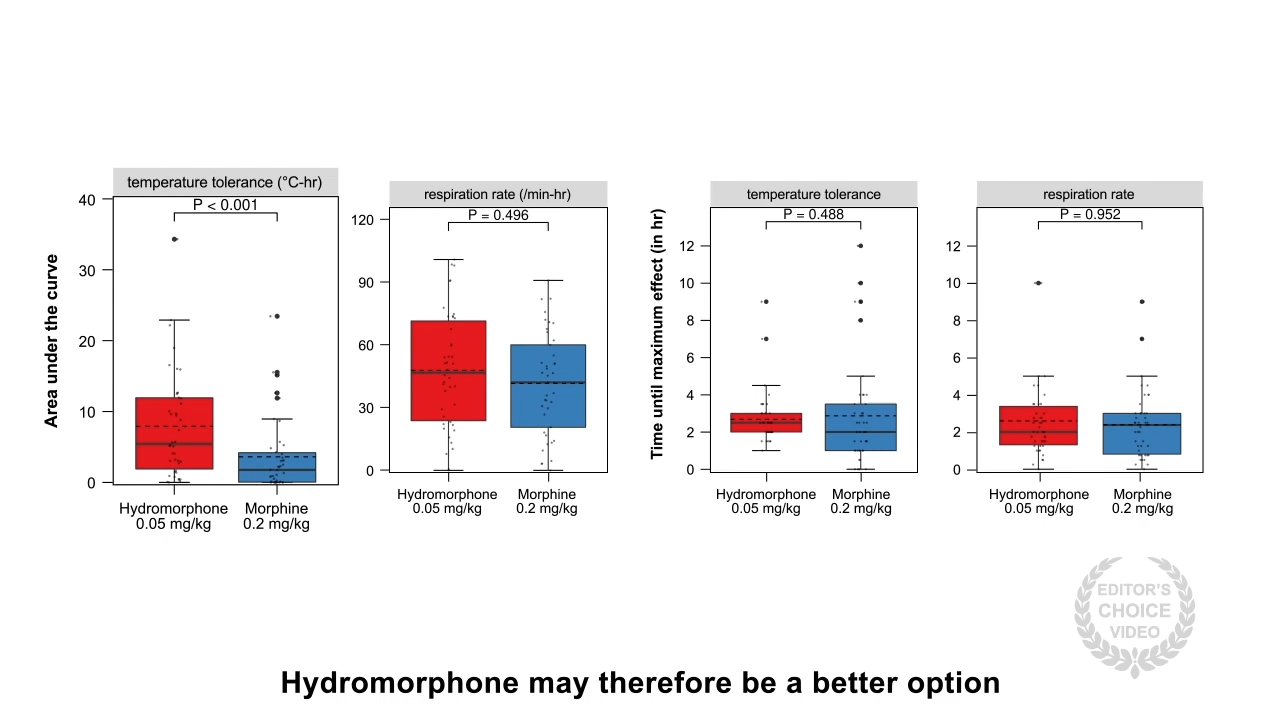 temperature tolerance (°C-hr)
P < 0.001
Area under the curve
40
30
20
10
0
Hydromorphone
0.05 mg/kg
Morphine
0.2 mg/kg
respiration rate (/min-hr)
P = 0.496
120
90
60
30
0
Hydromorphone
0.05 mg/kg
Morphine
0.2 mg/kg
temperature tolerance
P = 0.488
Time until maximum effect (in hr)
12
10
8
6
4
2
0
Hydromorphone
0.05 mg/kg
Morphine
0.2 mg/kg
respiration rate
P = 0.952
12
10
8
6
4
2
0
Hydromorphone
0.05 mg/kg
Morphine
0.2 mg/kg
EDITOR'S
CHOICE
VIDEO
Hydromorphone may therefore be a better option